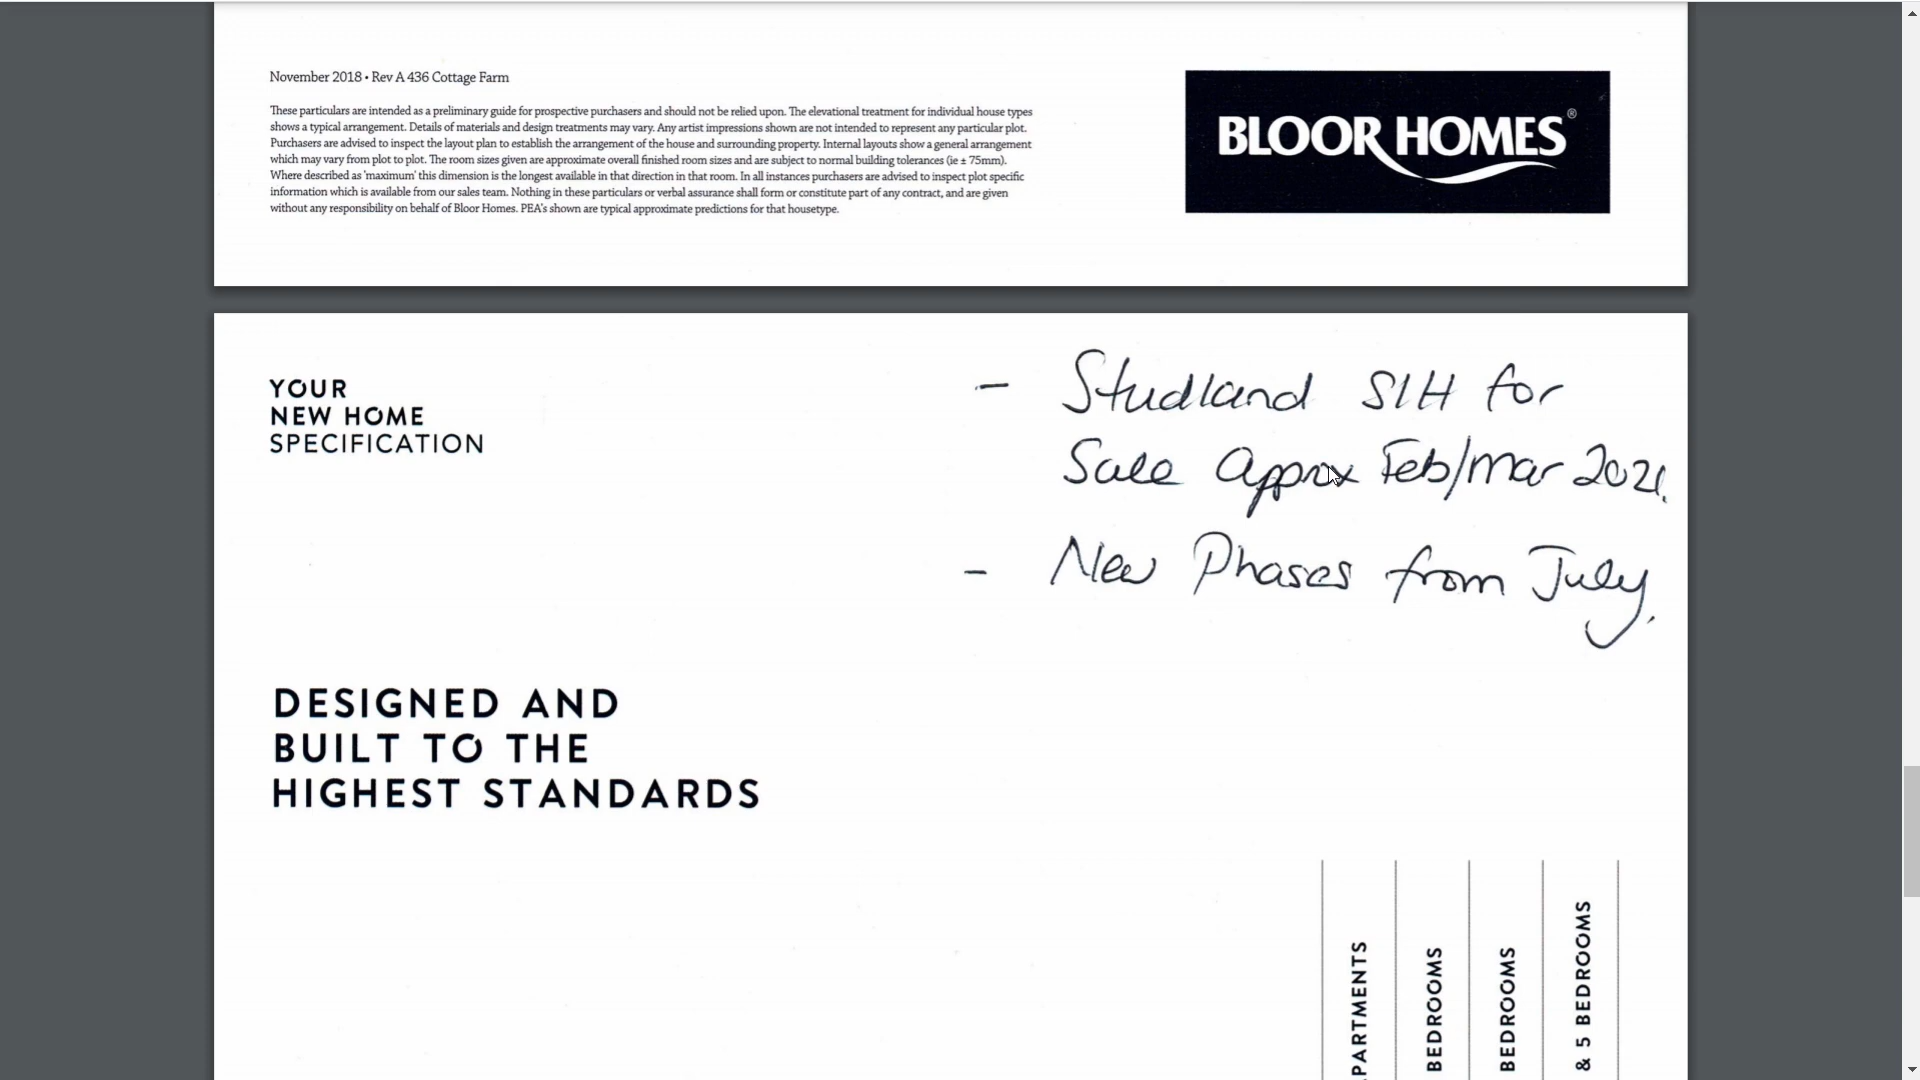 November 2018 • Rev A 436 Cottage Farm
These particulars are intended as a preliminary guide for prospective purchasers and should not be relied upon. The elevational treatment for individual house types
shows a typical arrangement. Details of materials and design treatments may vary. Any artist impressions shown are not intended to represent any particular plot.
Purchasers are advised to inspect the layout plan to establish the arrangement of the house and surrounding property. Internal layouts show a general arrangement
which may vary from plot to plot. The room sizes given are approximate overall finished room sizes and are subject to normal building tolerances (ie ± 75mm).
Where described as 'maximum' this dimension is the longest available in that direction in that room. In all instances purchasers are advised to inspect plot specific
information which is available from our sales team. Nothing in these particulars or verbal assurance shall form or constitute part of any contract, and are given
without any responsibility on behalf of Bloor Homes. PEA's shown are typical approximate predictions for that housetype.
BLOOR HOMES®
YOUR
NEW HOME
SPECIFICATION
- Studland S/H for
Sale Approx Feb/Mar 2021.
- New Phases from July.
DESIGNED AND
BUILT TO THE
HIGHEST STANDARDS
PARTMENTS
BEDROOMS
BEDROOMS
& 5 BEDROOMS